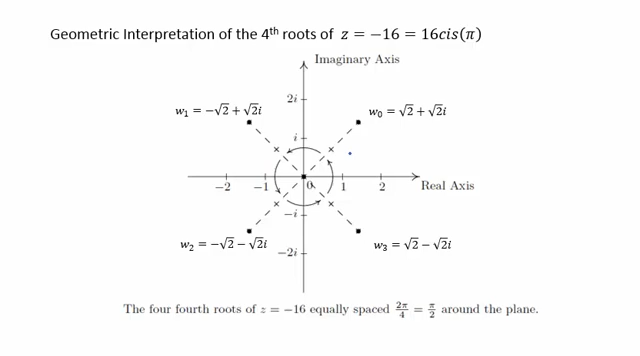 Geometric Interpretation of the 4th roots of z = −16 = 16cis(π)
Imaginary Axis
2i
w₁ = −√2 + √2i
w₀ = √2 + √2i
i
−2 −1 0 1 2 Real Axis
−i
w₂ = −√2 − √2i
−2i
w₃ = √2 − √2i
The four fourth roots of z = −16 equally spaced 2π/4 = π/2 around the plane.